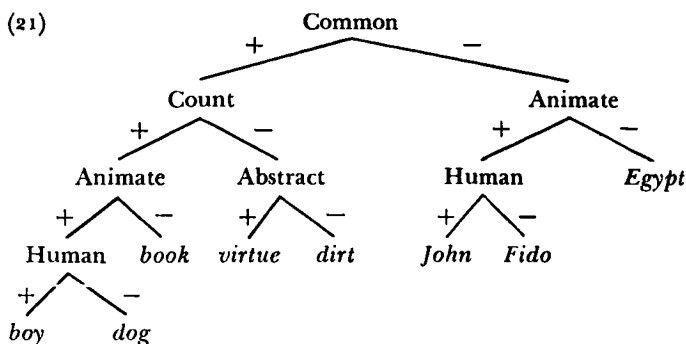 (21) Common
+ −
Count Animate
+ − + −
Animate Abstract Human Egypt
+ − + − + −
Human book virtue dirt John Fido
+ −
boy dog